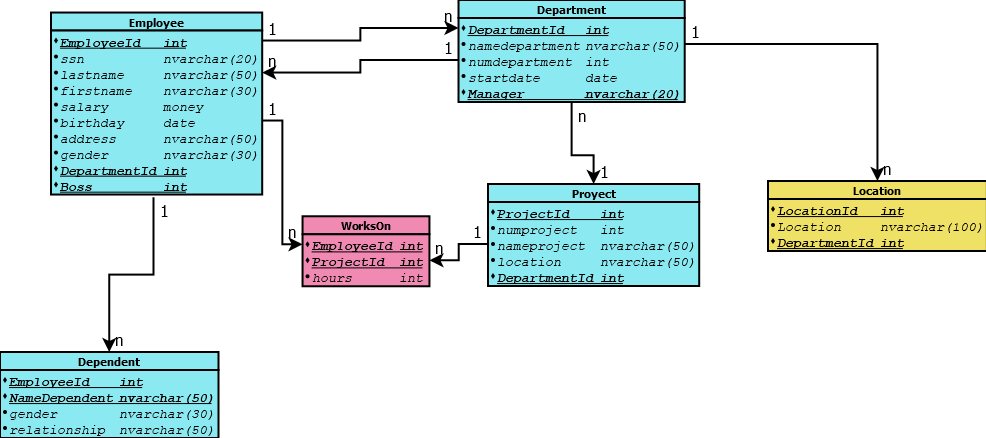 Employee
EmployeeId int
ssn nvarchar(20)
lastname nvarchar(50)
firstname nvarchar(30)
salary money
birthday date
address nvarchar(50)
gender nvarchar(30)
DepartmentId int
Boss int
1
n
1
n
1
1
Department
DepartmentId int
namedepartment nvarchar(50)
numdepartment int
startdate date
Manager nvarchar(20)
1
n
n
1
Proyect
ProjectId int
numproject int
nameproject nvarchar(50)
location nvarchar(50)
DepartmentId int
Location
LocationId int
Location nvarchar(100)
DepartmentId int
WorksOn
EmployeeId int
ProjectId int
hours int
n
n
1
n
Dependent
EmployeeId int
NameDependent nvarchar(50)
gender nvarchar(30)
relationship nvarchar(50)